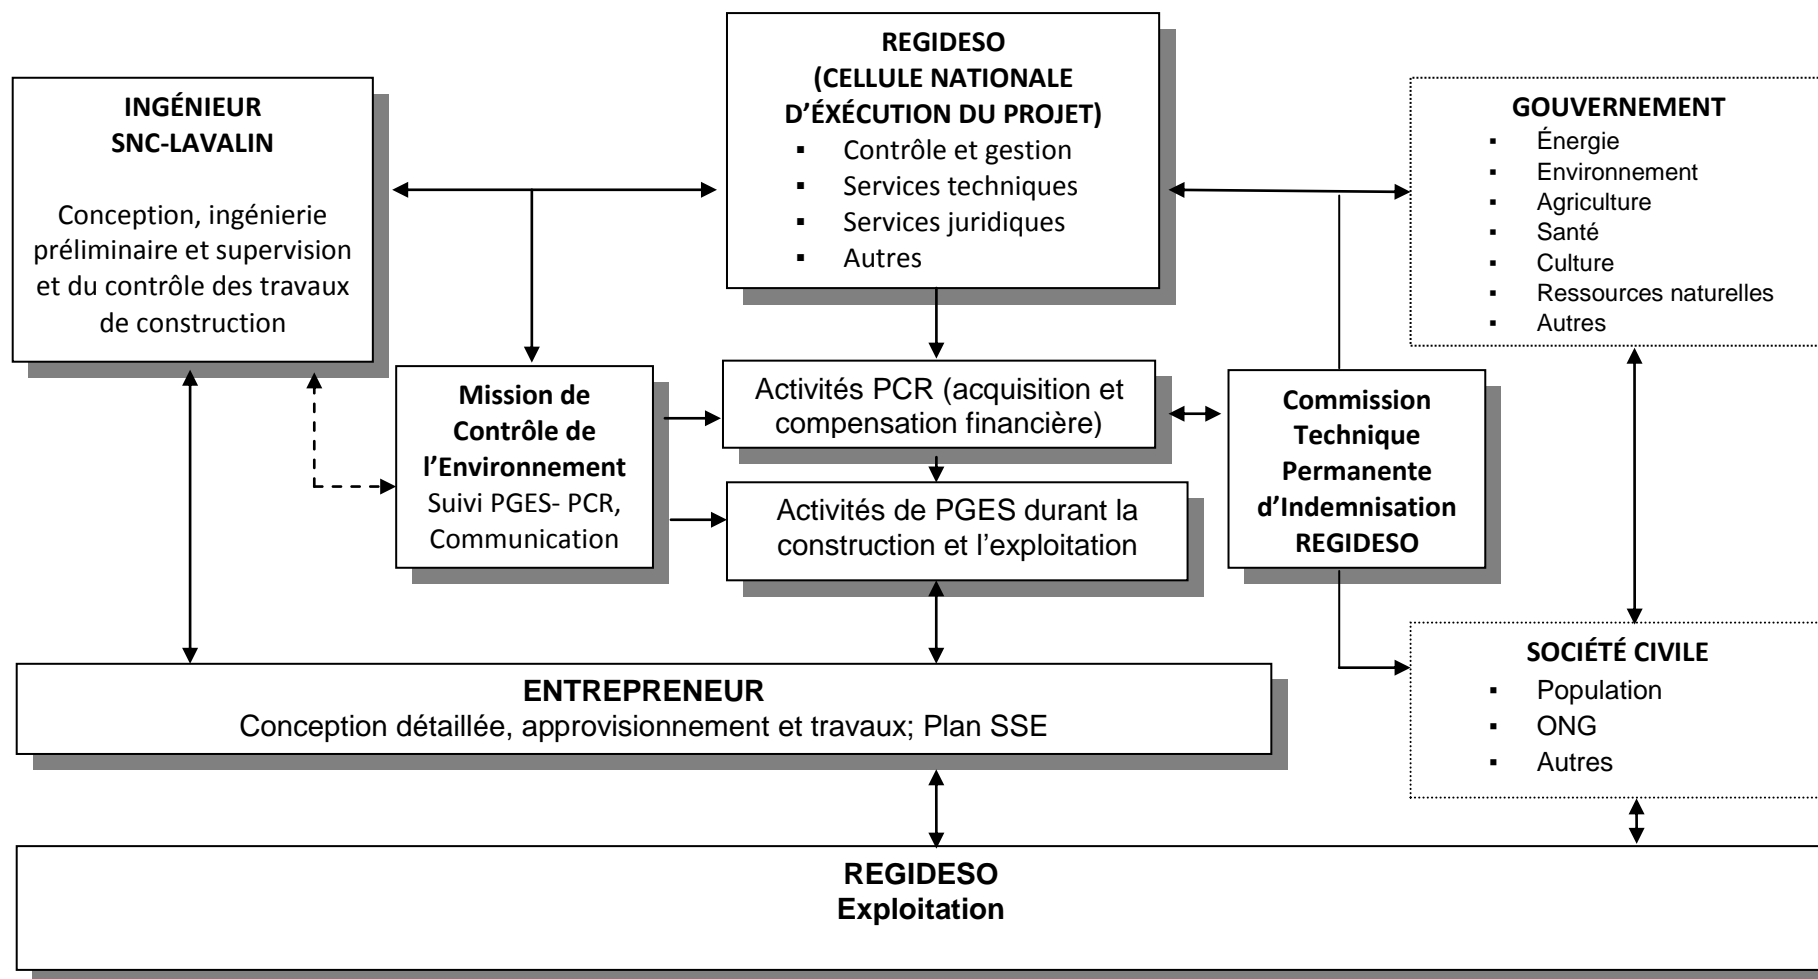 INGÉNIEUR
SNC-LAVALIN
Conception, ingénierie
préliminaire et supervision
et du contrôle des travaux
de construction
REGIDESO
(CELLULE NATIONALE
D’ÉXÉCUTION DU PROJET)
▪ Contrôle et gestion
▪ Services techniques
▪ Services juridiques
▪ Autres
GOUVERNEMENT
▪ Énergie
▪ Environnement
▪ Agriculture
▪ Santé
▪ Culture
▪ Ressources naturelles
▪ Autres
Mission de
Contrôle de
l’Environnement
Suivi PGES- PCR,
Communication
Activités PCR (acquisition et
compensation financière)
Activités de PGES durant la
construction et l’exploitation
Commission
Technique
Permanente
d’Indemnisation
REGIDESO
ENTREPRENEUR
Conception détaillée, approvisionnement et travaux; Plan SSE
SOCIÉTÉ CIVILE
▪ Population
▪ ONG
▪ Autres
REGIDESO
Exploitation